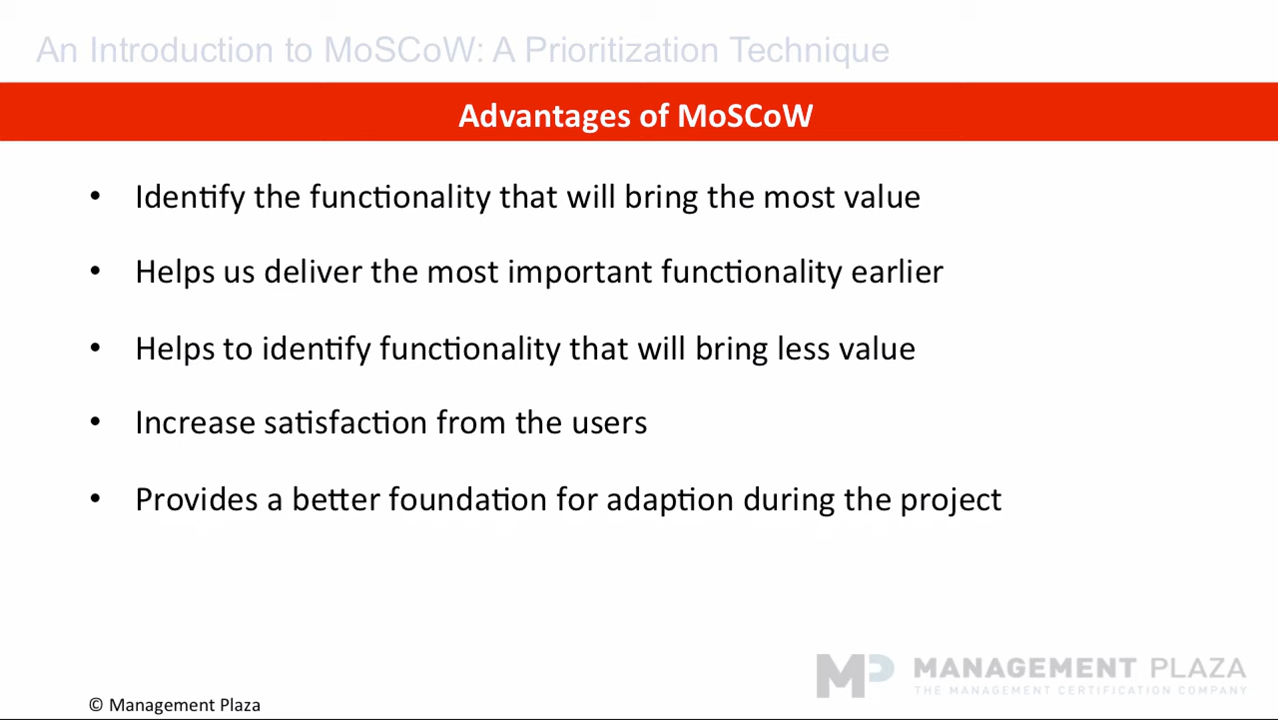 An Introduction to MoSCoW: A Prioritization Technique
Advantages of MoSCoW
• Identify the functionality that will bring the most value
• Helps us deliver the most important functionality earlier
• Helps to identify functionality that will bring less value
• Increase satisfaction from the users
• Provides a better foundation for adaption during the project
MP MANAGEMENT PLAZA
THE MANAGEMENT CERTIFICATION COMPANY
© Management Plaza